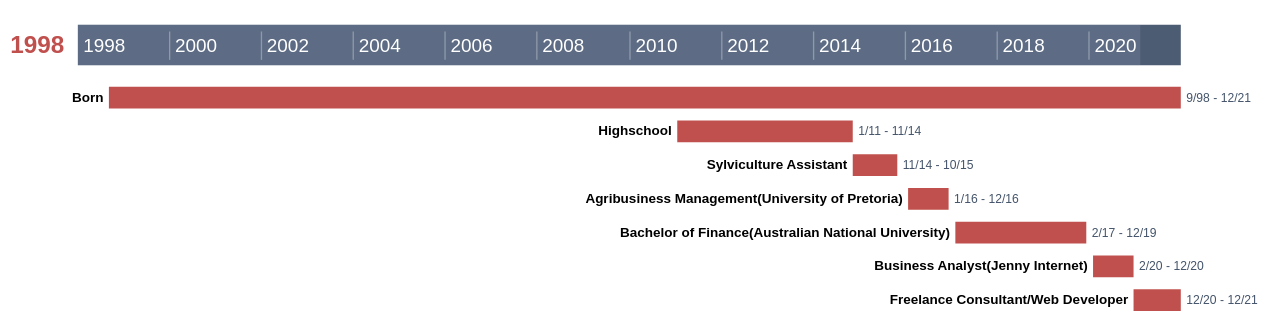 1998 1998 2000 2002 2004 2006 2008 2010 2012 2014 2016 2018 2020
Born 9/98 - 12/21
Highschool 1/11 - 11/14
Sylviculture Assistant 11/14 - 10/15
Agribusiness Management(University of Pretoria) 1/16 - 12/16
Bachelor of Finance(Australian National University) 2/17 - 12/19
Business Analyst(Jenny Internet) 2/20 - 12/20
Freelance Consultant/Web Developer 12/20 - 12/21